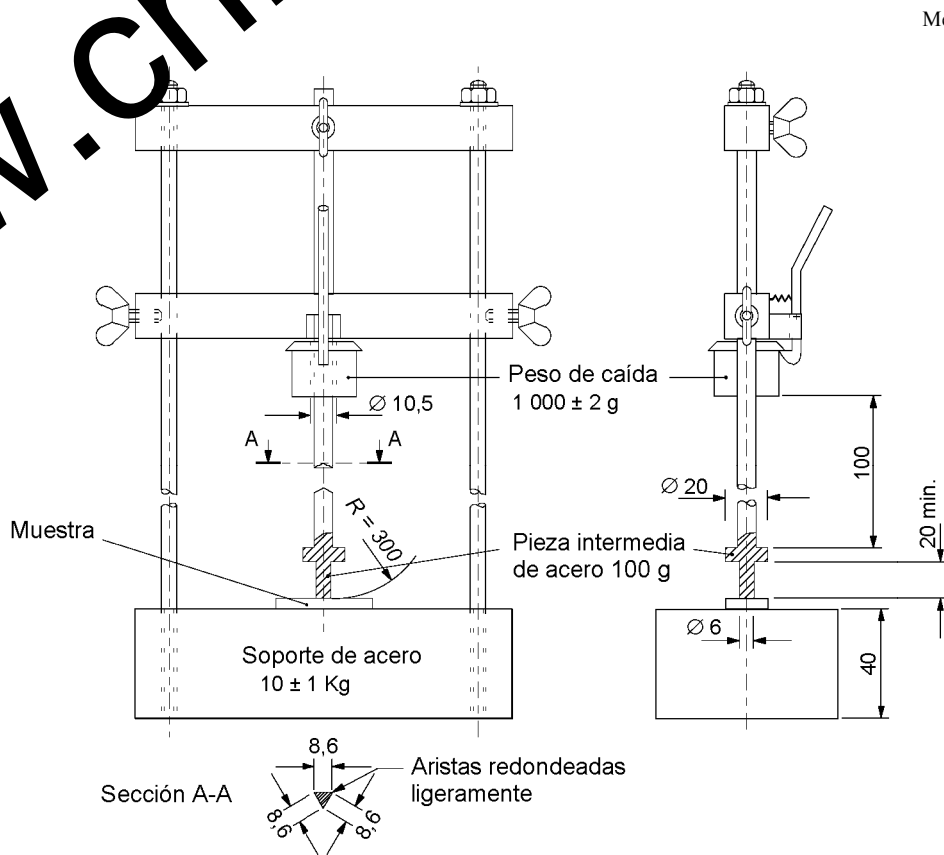 Ø 10,5
Peso de caída
1 000 ± 2 g
A
A
R = 300
Muestra
Pieza intermedia
de acero 100 g
Soporte de acero
10 ± 1 Kg
Ø 20
100
20 min.
Ø 6
40
Sección A-A
8,6
8,6
8,6
Aristas redondeadas
ligeramente